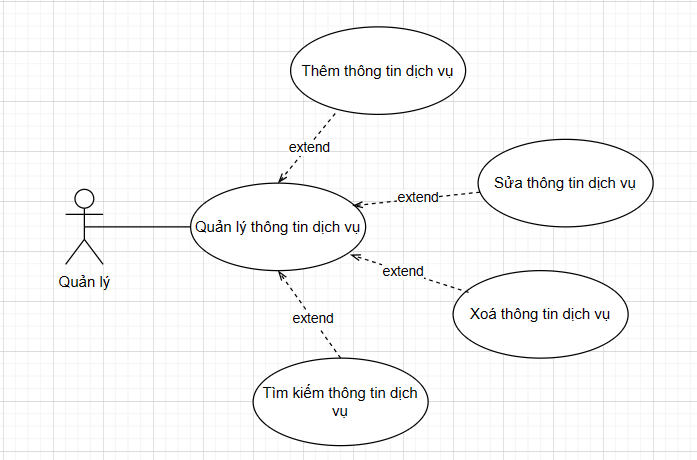 Thêm thông tin dịch vụ
extend
Sửa thông tin dịch vụ
extend
Quản lý thông tin dịch vụ
Quản lý
extend
Xoá thông tin dịch vụ
extend
Tìm kiếm thông tin dịch
vụ